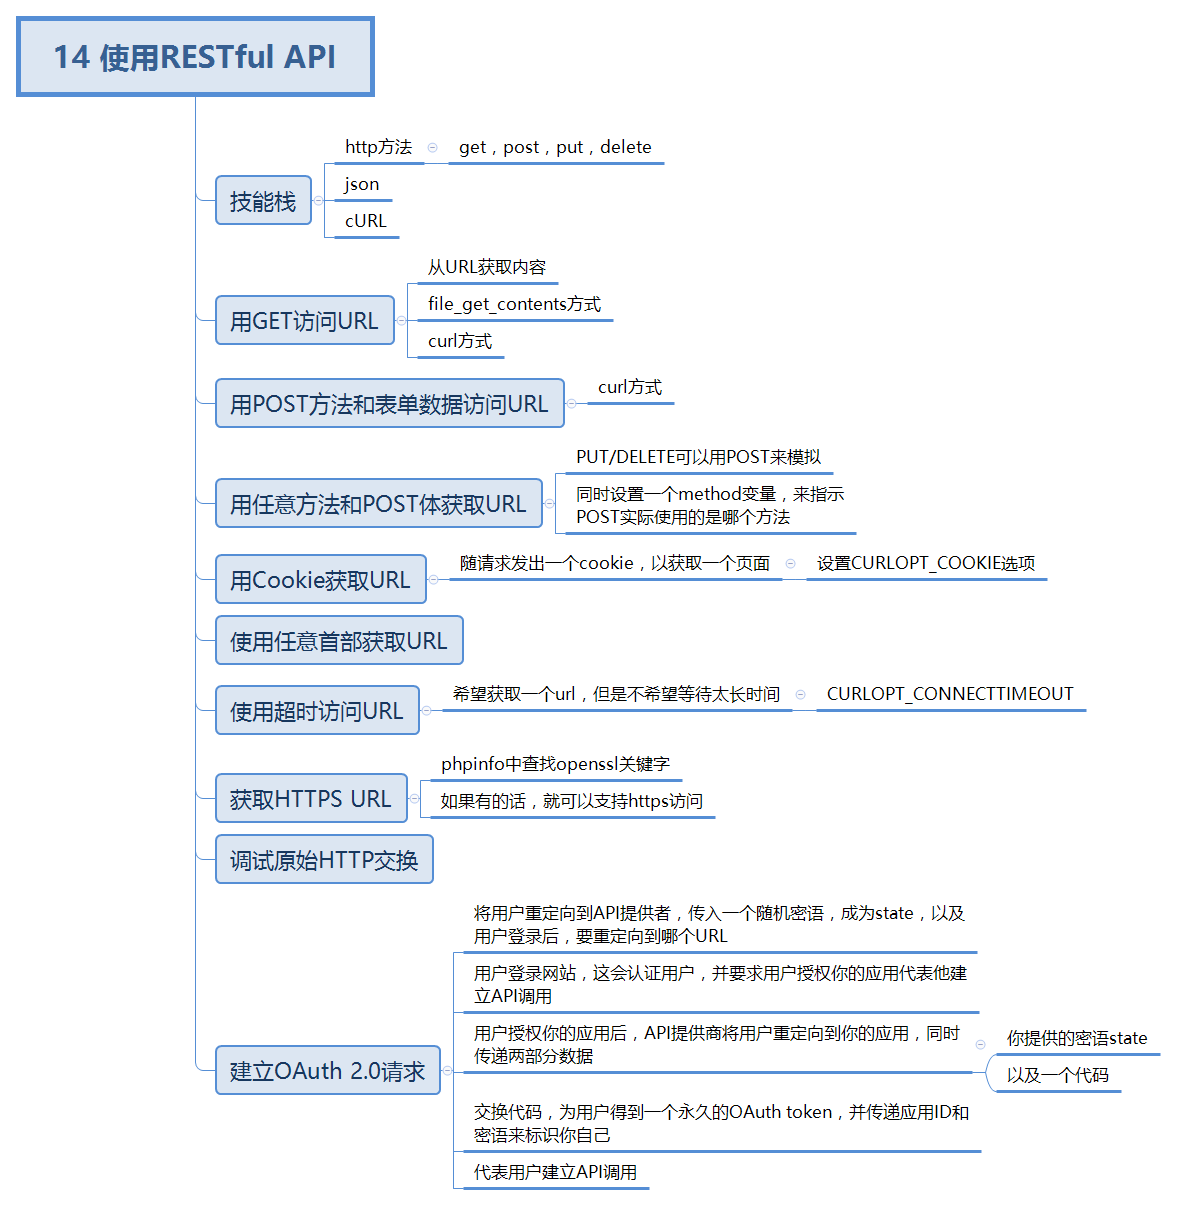 14 使用RESTful API
技能栈
http方法
get，post，put，delete
json
cURL
用GET访问URL
从URL获取内容
file_get_contents方式
curl方式
用POST方法和表单数据访问URL
curl方式
用任意方法和POST体获取URL
PUT/DELETE可以用POST来模拟
同时设置一个method变量，来指示
POST实际使用的是哪个方法
用Cookie获取URL
随请求发出一个cookie，以获取一个页面
设置CURLOPT_COOKIE选项
使用任意首部获取URL
使用超时访问URL
希望获取一个url，但是不希望等待太长时间
CURLOPT_CONNECTTIMEOUT
获取HTTPS URL
phpinfo中查找openssl关键字
如果有的话，就可以支持https访问
调试原始HTTP交换
建立OAuth 2.0请求
将用户重定向到API提供者，传入一个随机密语，成为state，以及
用户登录后，要重定向到哪个URL
用户登录网站，这会认证用户，并要求用户授权你的应用代表他建
立API调用
用户授权你的应用后，API提供商将用户重定向到你的应用，同时
传递两部分数据
你提供的密语state
以及一个代码
交换代码，为用户得到一个永久的OAuth token，并传递应用ID和
密语来标识你自己
代表用户建立API调用